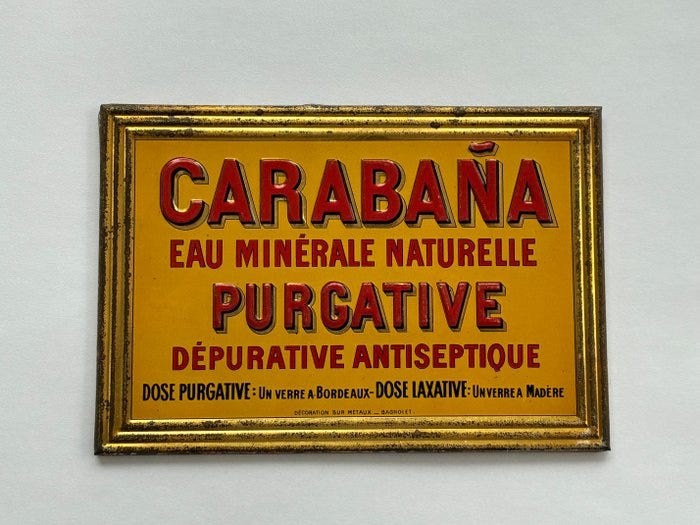 CARABAÑA
EAU MINÉRALE NATURELLE
PURGATIVE
DÉPURATIVE ANTISEPTIQUE
DOSE PURGATIVE: UN VERRE A BORDEAUX-DOSE LAXATIVE: UN VERRE A MADÈRE
DÉCORATION SUR MÉTAUX _ BAGNOLET.